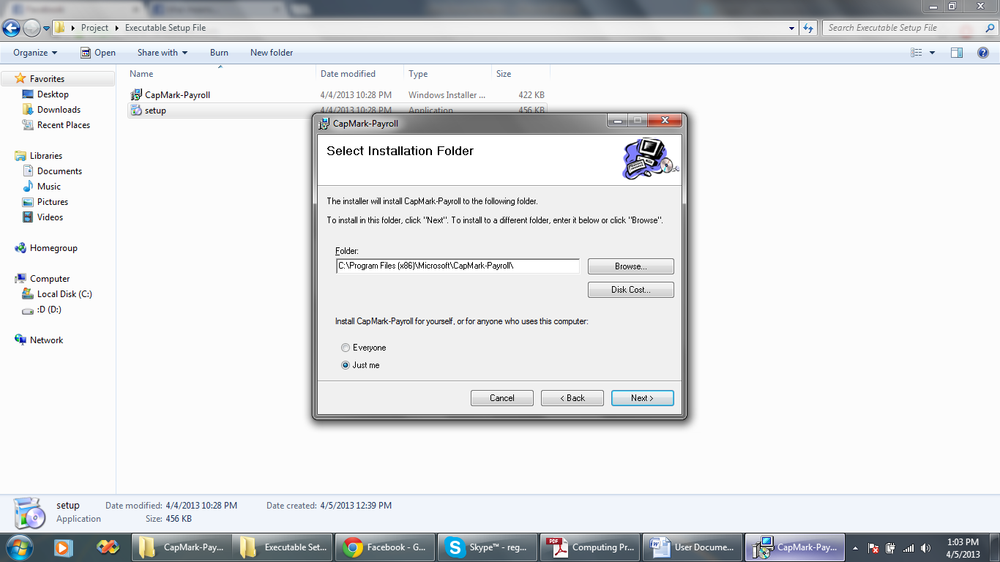 Facebook
Project
Executable Setup File
Search Executable Setup File
Organize
Open
Share with
Burn
New folder
Name
Date modified
Type
Size
CapMark-Payroll
4/4/2013 10:28 PM
Windows Installer ...
422 KB
setup
4/4/2013 10:28 PM
Application
456 KB
Favorites
Desktop
Downloads
Recent Places
Libraries
Documents
Music
Pictures
Videos
Homegroup
Computer
Local Disk (C:)
:D (D:)
Network
CapMark-Payroll
Select Installation Folder
The installer will install CapMark-Payroll to the following folder.
To install in this folder, click "Next". To install to a different folder, enter it below or click "Browse".
Folder:
C:\Program Files (x86)\Microsoft\CapMark-Payroll\
Browse...
Disk Cost...
Install CapMark-Payroll for yourself, or for anyone who uses this computer:
Everyone
Just me
Cancel
< Back
Next >
setup
Date modified: 4/4/2013 10:28 PM
Date created: 4/5/2013 12:39 PM
Application
Size: 456 KB
CapMark-Pay...
Executable Set...
Facebook - G...
Skype™ - reg...
PDF
Computing Pr...
User Docume...
CapMark-Pay...
1:03 PM
4/5/2013